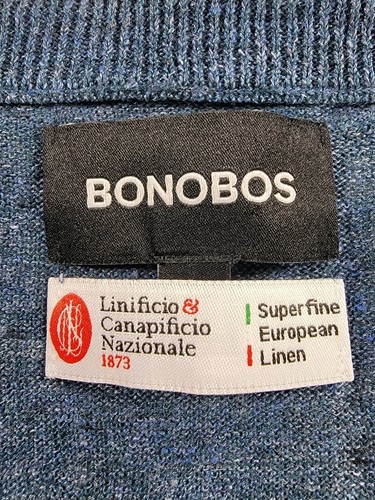 BONOBOS
Linificio &
Canapificio
Nazionale
1873
Superfine
European
Linen